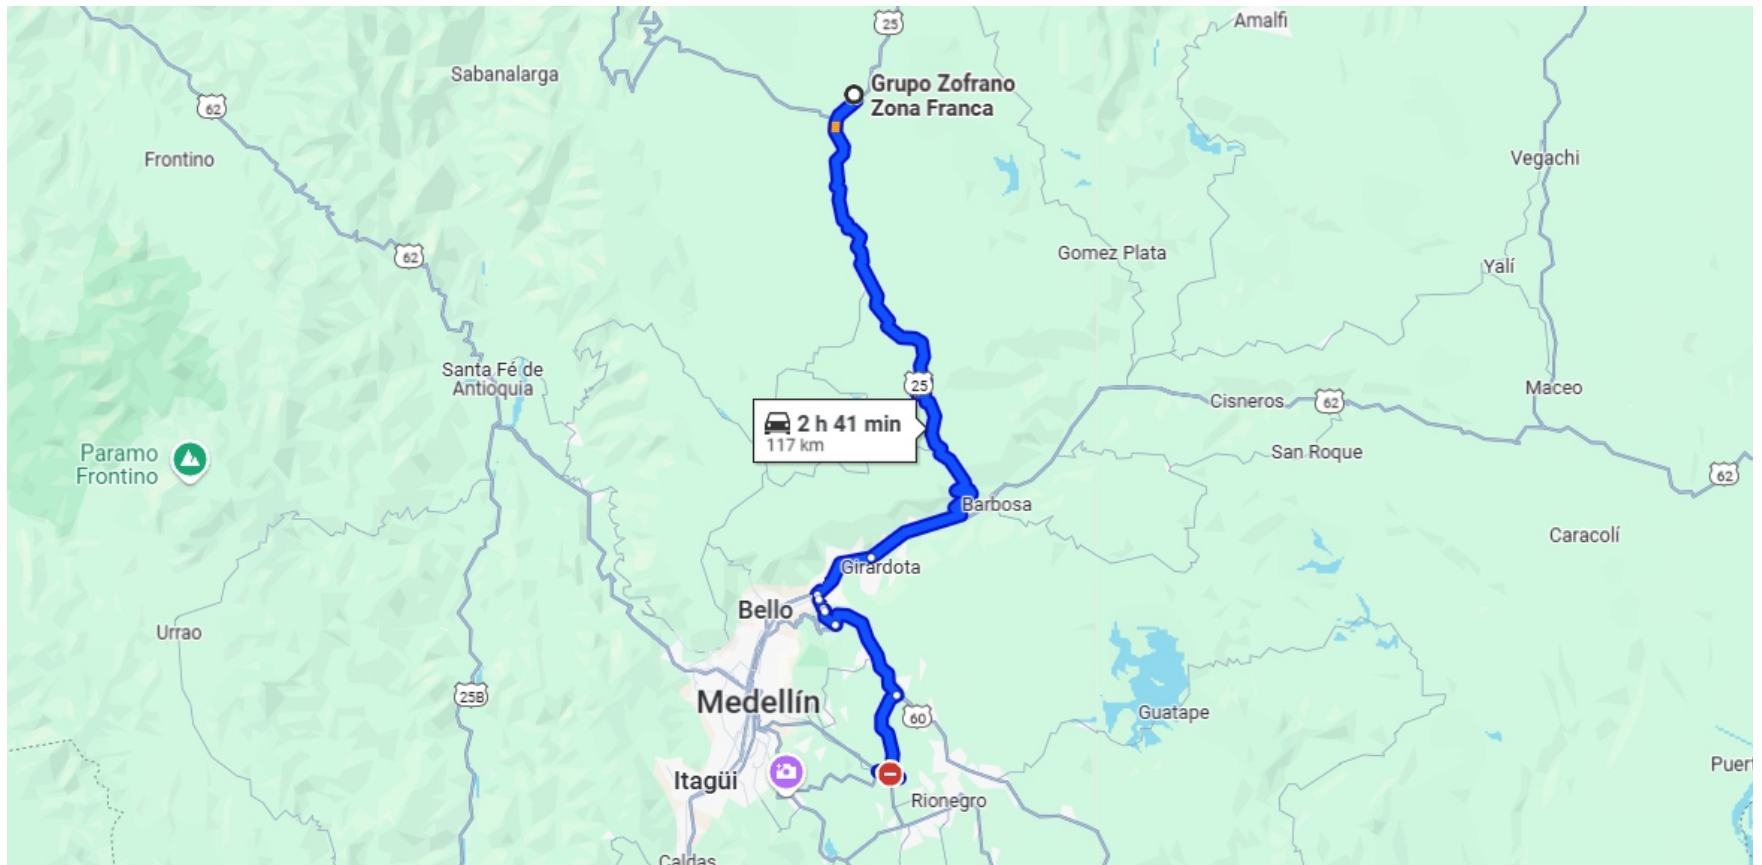 25
Amalfi
Sabanalarga
Grupo Zofrano
Zona Franca
62
Frontino
Vegachi
62
Gomez Plata
Yalí
Santa Fé de
Antioquia
25
Maceo
Cisneros
62
2 h 41 min
117 km
San Roque
Paramo
Frontino
62
Barbosa
Caracolí
Girardota
Bello
Urrao
25B
Medellín
60
Guatape
Itagüi
Rionegro
Puert
Caldas